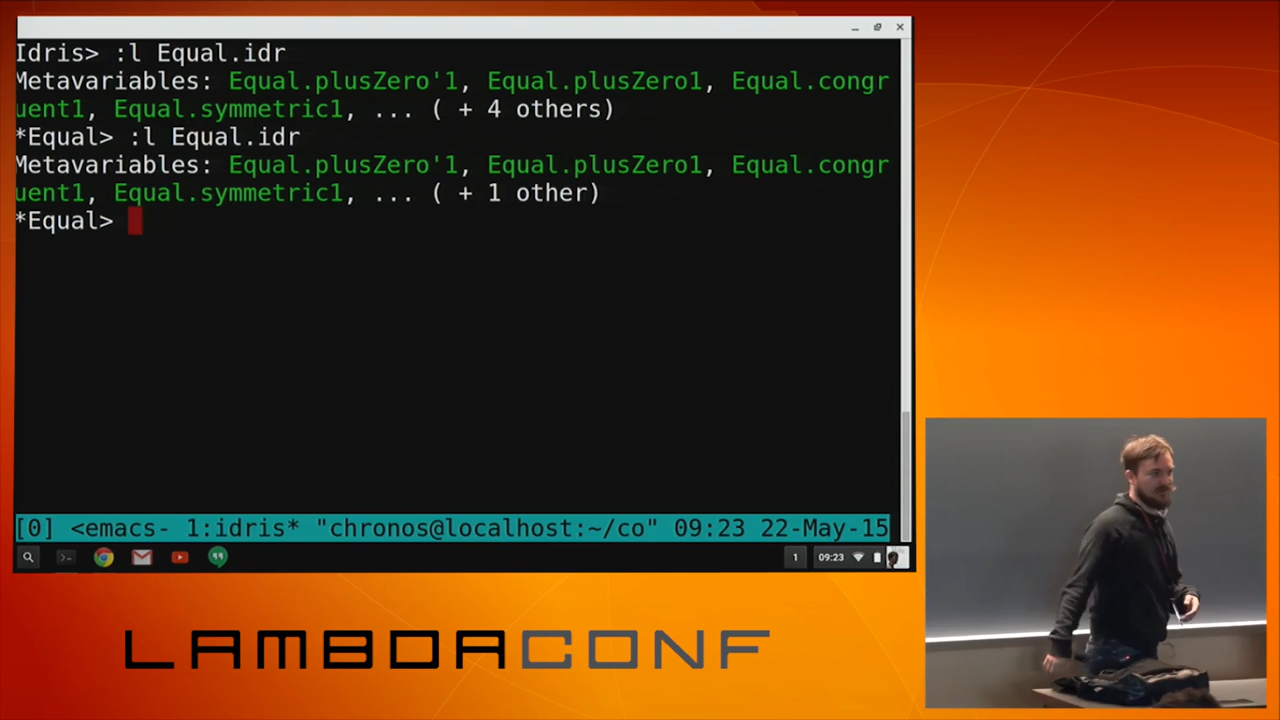 Idris> :l Equal.idr
Metavariables: Equal.plusZero'1, Equal.plusZero1, Equal.congr
uent1, Equal.symmetric1, ... ( + 4 others)
*Equal> :l Equal.idr
Metavariables: Equal.plusZero'1, Equal.plusZero1, Equal.congr
uent1, Equal.symmetric1, ... ( + 1 other)
*Equal>
[0] <emacs- 1:idris* "chronos@localhost:~/co" 09:23 22-May-15
1 09:23
LAMBDACONF